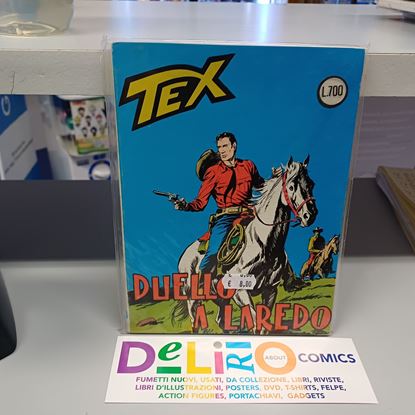 TEX
L.700
DUELLO
A LAREDO
€ 8,00
DeLiRiO ABOUT COMICS
FUMETTI NUOVI, USATI, DA COLLEZIONE, LIBRI, RIVISTE,
LIBRI D'ILLUSTRAZIONI, POSTERS, DVD, T-SHIRTS, FELPE,
ACTION FIGURES, PORTACHIAVI, GADGETS